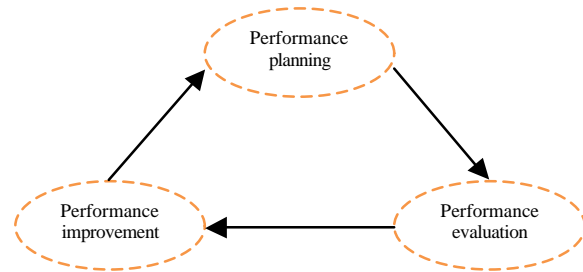 Performance
planning
Performance
improvement
Performance
evaluation